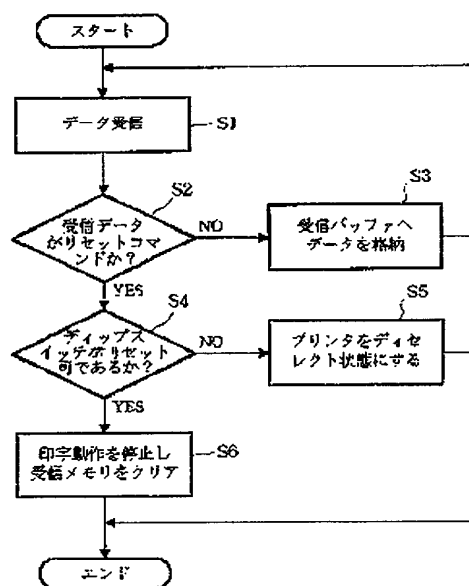 スタート
データ受信
S1
S2
受信データ
がリセットコマ
ンドか?
NO
YES
S3
受信バッファへ
データを格納
S4
ディップス
イッチがリセット
可であるか?
NO
YES
S5
プリンタをディセ
レクト状態にする
印字動作を停止し
受信メモリをクリア
S6
エンド